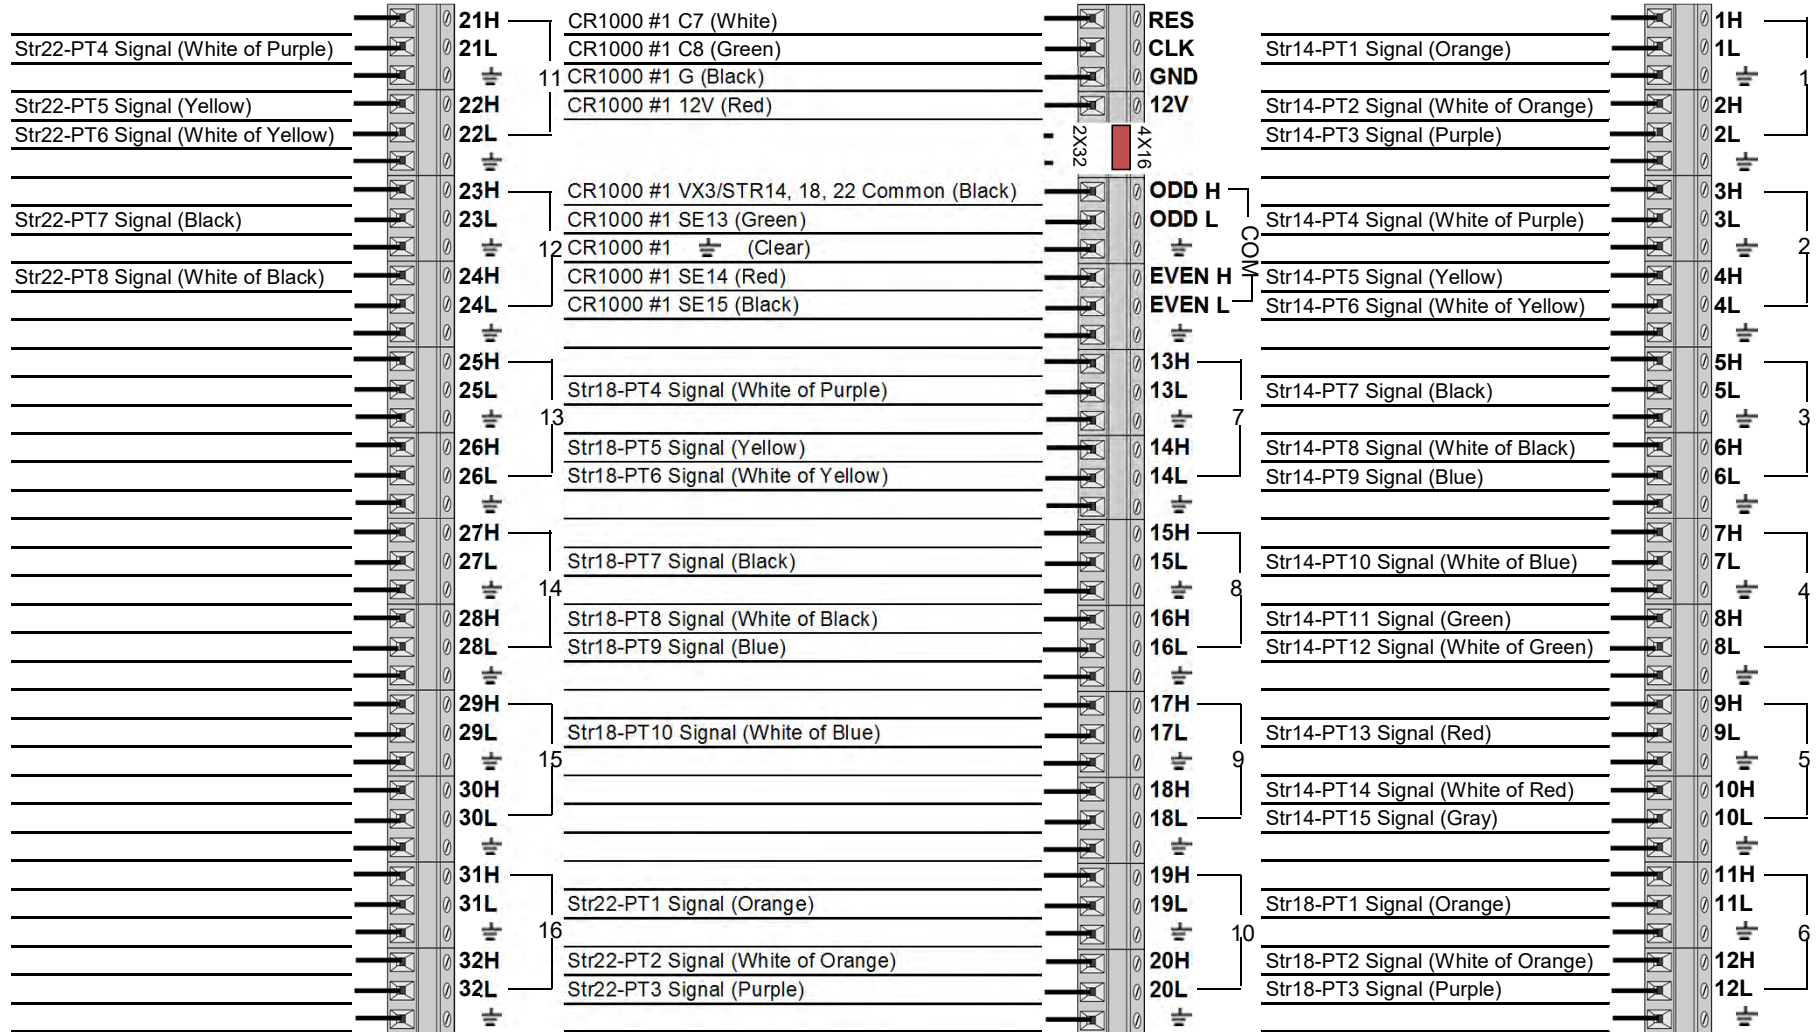 21H
Str22-PT4 Signal (White of Purple) 21L
11
Str22-PT5 Signal (Yellow) 22H
Str22-PT6 Signal (White of Yellow) 22L
23H
Str22-PT7 Signal (Black) 23L
12
Str22-PT8 Signal (White of Black) 24H
24L
25H
25L
13
26H
26L
27H
27L
14
28H
28L
29H
29L
15
30H
30L
31H
31L
16
32H
32L
CR1000 #1 C7 (White) RES
CR1000 #1 C8 (Green) CLK
CR1000 #1 G (Black) GND
CR1000 #1 12V (Red) 12V
2X32 4X16
CR1000 #1 VX3/STR14, 18, 22 Common (Black) ODD H
CR1000 #1 SE13 (Green) ODD L
CR1000 #1 (Clear)
COM
CR1000 #1 SE14 (Red) EVEN H
CR1000 #1 SE15 (Black) EVEN L
13H
Str18-PT4 Signal (White of Purple) 13L
7
Str18-PT5 Signal (Yellow) 14H
Str18-PT6 Signal (White of Yellow) 14L
15H
Str18-PT7 Signal (Black) 15L
8
Str18-PT8 Signal (White of Black) 16H
Str18-PT9 Signal (Blue) 16L
17H
Str18-PT10 Signal (White of Blue) 17L
9
18H
18L
19H
Str22-PT1 Signal (Orange) 19L
10
Str22-PT2 Signal (White of Orange) 20H
Str22-PT3 Signal (Purple) 20L
1H
Str14-PT1 Signal (Orange) 1L
1
Str14-PT2 Signal (White of Orange) 2H
Str14-PT3 Signal (Purple) 2L
3H
Str14-PT4 Signal (White of Purple) 3L
2
Str14-PT5 Signal (Yellow) 4H
Str14-PT6 Signal (White of Yellow) 4L
5H
Str14-PT7 Signal (Black) 5L
3
Str14-PT8 Signal (White of Black) 6H
Str14-PT9 Signal (Blue) 6L
7H
Str14-PT10 Signal (White of Blue) 7L
4
Str14-PT11 Signal (Green) 8H
Str14-PT12 Signal (White of Green) 8L
9H
Str14-PT13 Signal (Red) 9L
5
Str14-PT14 Signal (White of Red) 10H
Str14-PT15 Signal (Gray) 10L
11H
Str18-PT1 Signal (Orange) 11L
6
Str18-PT2 Signal (White of Orange) 12H
Str18-PT3 Signal (Purple) 12L